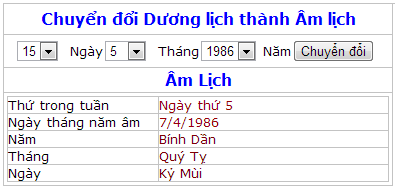 Chuyển đổi Dương lịch thành Âm lịch
15 Ngày 5 Tháng 1986 Năm Chuyển đổi
Âm Lịch
Thứ trong tuần Ngày thứ 5
Ngày tháng năm âm 7/4/1986
Năm Bính Dần
Tháng Quý Tỵ
Ngày Kỷ Mùi